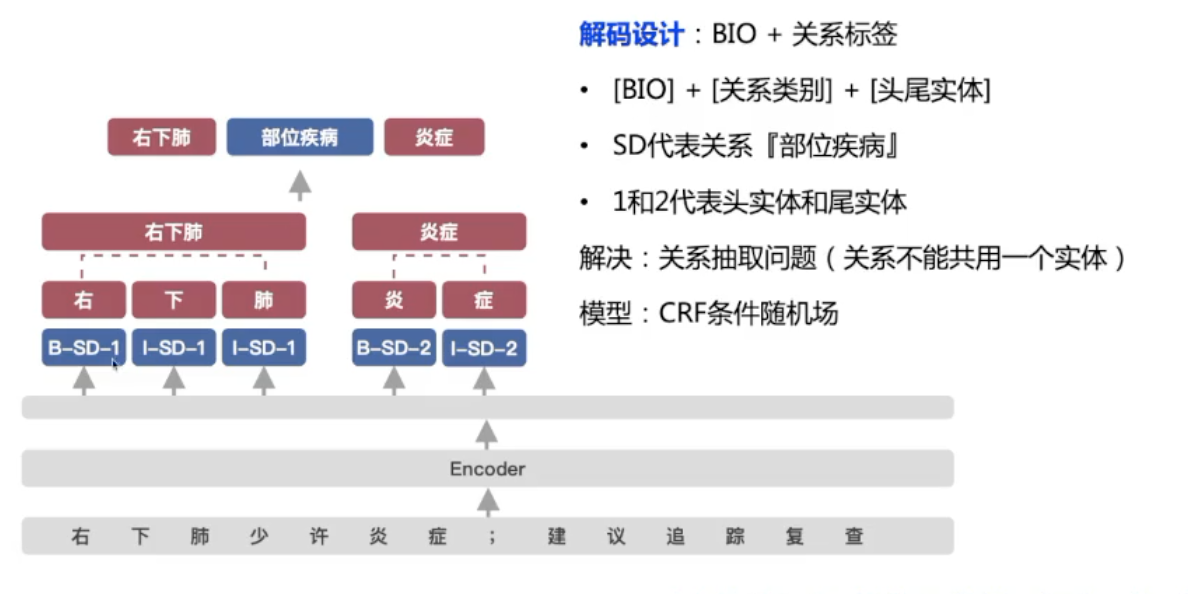 解码设计：BIO + 关系标签
• [BIO] + [关系类别] + [头尾实体]
• SD代表关系『部位疾病』
• 1和2代表头实体和尾实体
解决：关系抽取问题（关系不能共用一个实体）
模型：CRF条件随机场
右下肺 部位疾病 炎症
右下肺 炎症
右 下 肺 炎 症
B-SD-1 I-SD-1 I-SD-1 B-SD-2 I-SD-2
Encoder
右 下 肺 少 许 炎 症 ; 建 议 追 踪 复 查